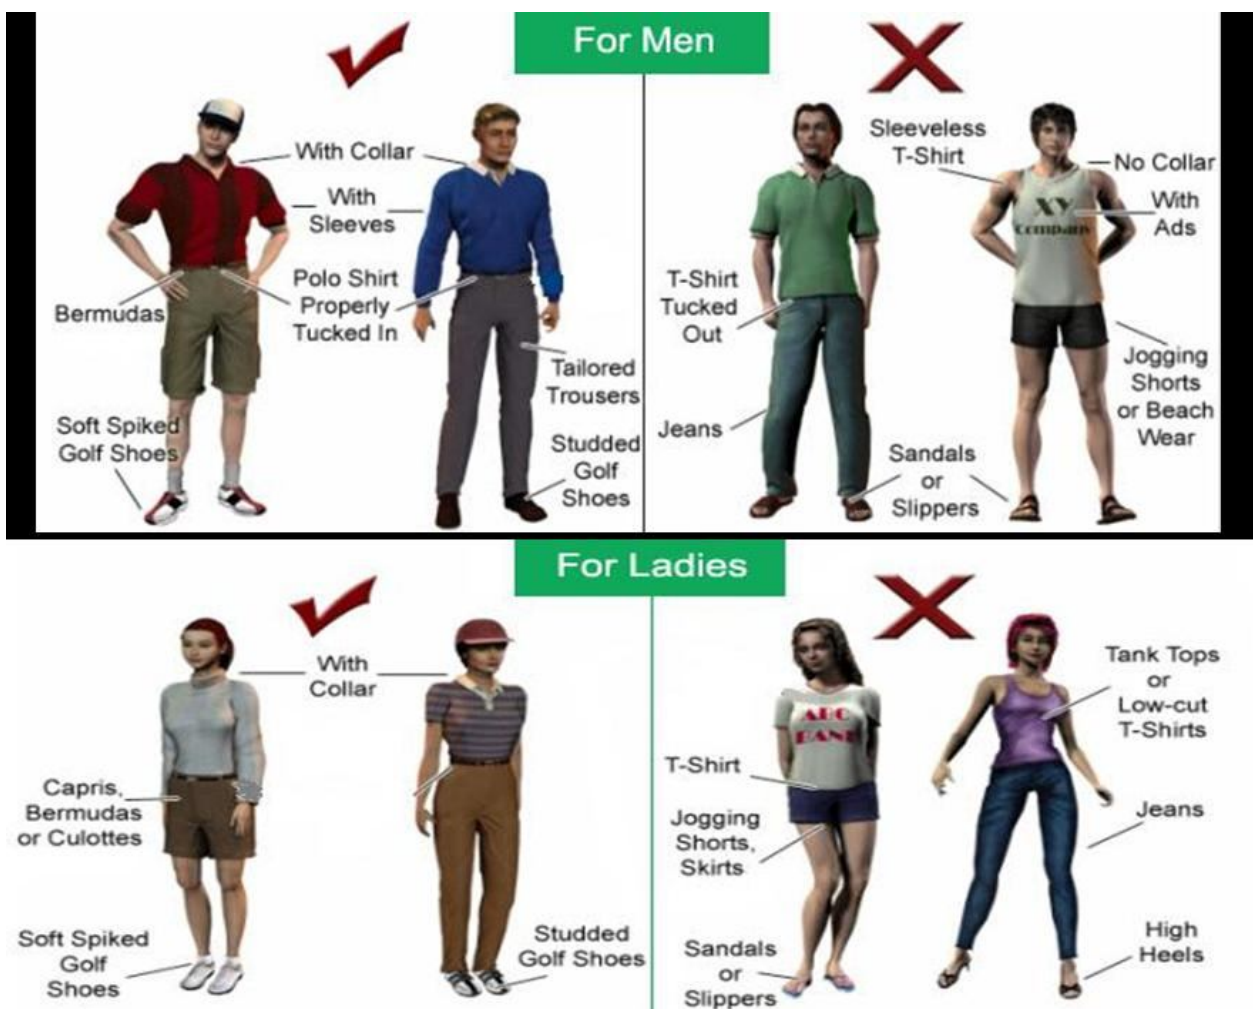 For Men
With Collar
With
Sleeves
Polo Shirt
Properly
Tucked In
Bermudas
Tailored
Trousers
Soft Spiked
Golf Shoes
Studded
Golf
Shoes
Sleeveless
T-Shirt
No Collar
XY
Company
With
Ads
T-Shirt
Tucked
Out
Jogging
Shorts
or Beach
Wear
Jeans
Sandals
or
Slippers
For Ladies
With
Collar
Capris,
Bermudas
or Culottes
Soft Spiked
Golf
Shoes
Studded
Golf Shoes
Tank Tops
or
Low-cut
T-Shirts
ABC
BAND
T-Shirt
Jogging
Shorts,
Skirts
Jeans
Sandals
or
Slippers
High
Heels